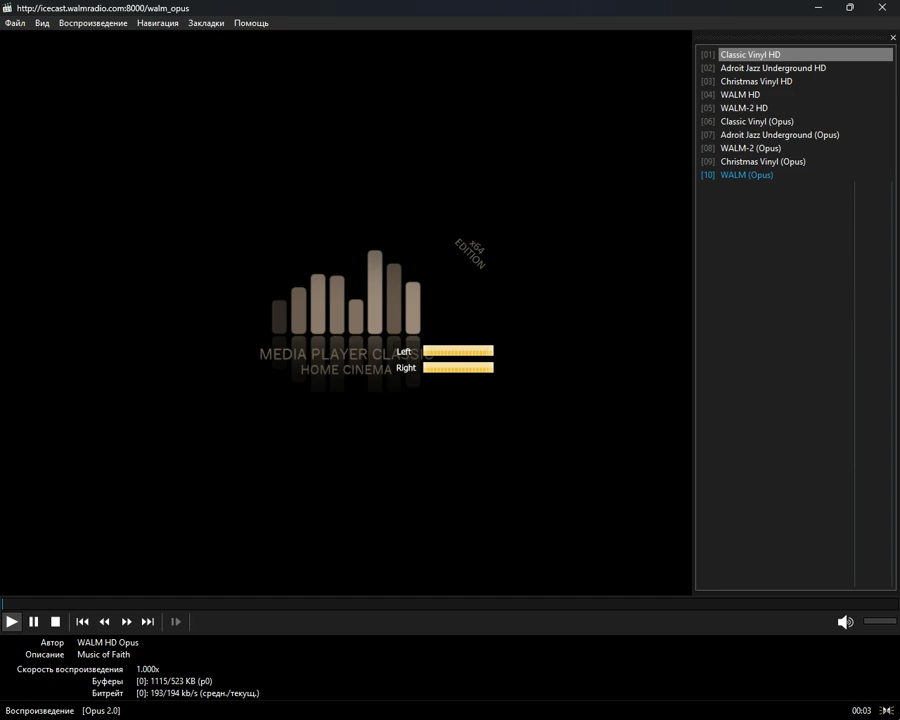 http://icecast.walmradio.com:8000/walm_opus
Файл Вид Воспроизведение Навигация Закладки Помощь
[01] Classic Vinyl HD
[02] Adroit Jazz Underground HD
[03] Christmas Vinyl HD
[04] WALM HD
[05] WALM-2 HD
[06] Classic Vinyl (Opus)
[07] Adroit Jazz Underground (Opus)
[08] WALM-2 (Opus)
[09] Christmas Vinyl (Opus)
[10] WALM (Opus)
x64
EDITION
MEDIA PLAYER CLASSIC
HOME CINEMA
Left
Right
Автор WALM HD Opus
Описание Music of Faith
Скорость воспроизведения 1.000x
Буферы [0]: 1115/523 KB (p0)
Битрейт [0]: 193/194 kb/s (средн./текущ.)
Воспроизведение [Opus 2.0] 00:03